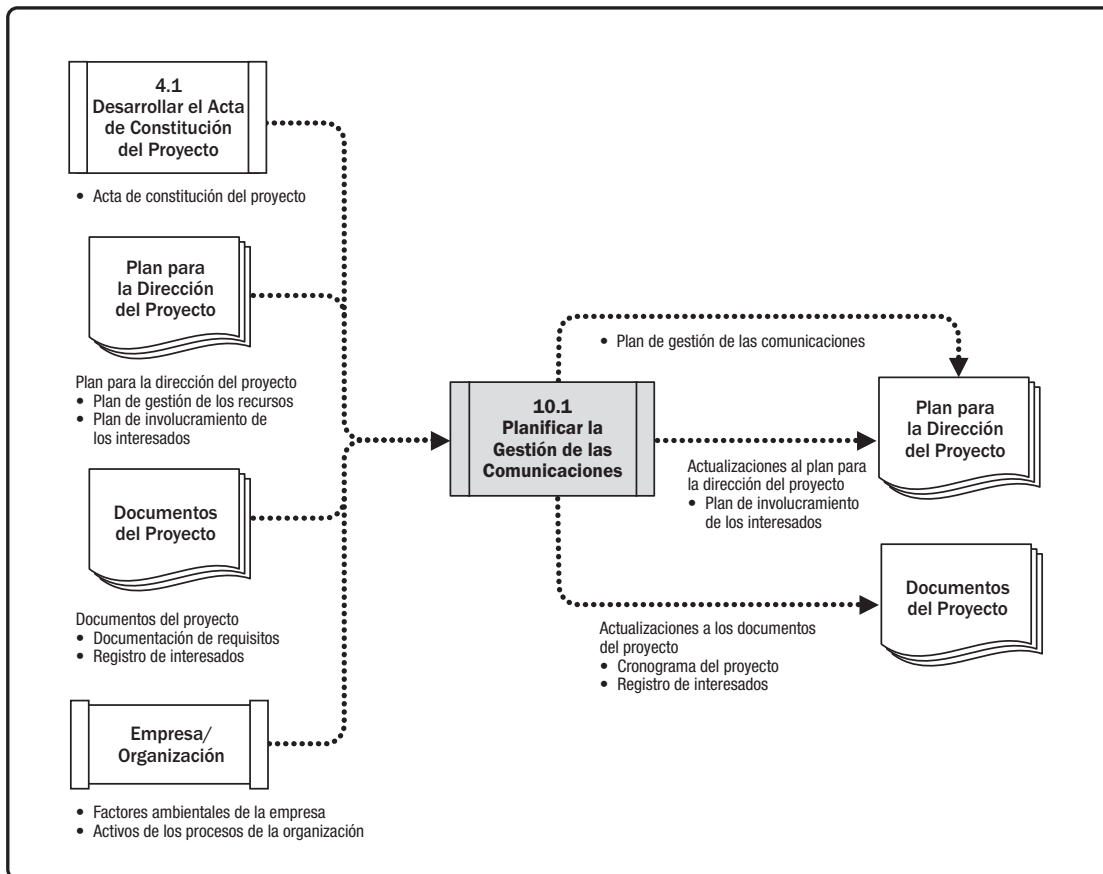 4.1
Desarrollar el Acta
de Constitución
del Proyecto
• Acta de constitución del proyecto
Plan para
la Dirección
del Proyecto
Plan para la dirección del proyecto
• Plan de gestión de los recursos
• Plan de involucramiento de
los interesados
Documentos
del Proyecto
Documentos del proyecto
• Documentación de requisitos
• Registro de interesados
Empresa/
Organización
• Factores ambientales de la empresa
• Activos de los procesos de la organización
10.1
Planificar la
Gestión de las
Comunicaciones
• Plan de gestión de las comunicaciones
Plan para
la Dirección
del Proyecto
Actualizaciones al plan para
la dirección del proyecto
• Plan de involucramiento
de los interesados
Documentos
del Proyecto
Actualizaciones a los documentos
del proyecto
• Cronograma del proyecto
• Registro de interesados